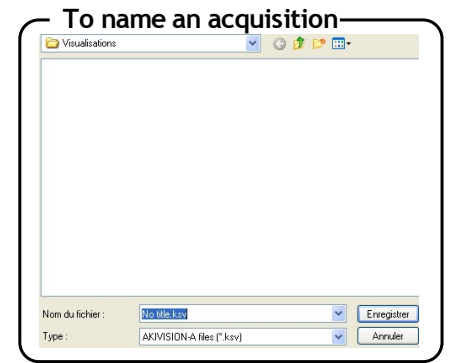 To name an acquisition
Visualisations
Nom du fichier :
No title.ksv
Enregistrer
Type :
AKIVISION-A files (*.ksv)
Annuler